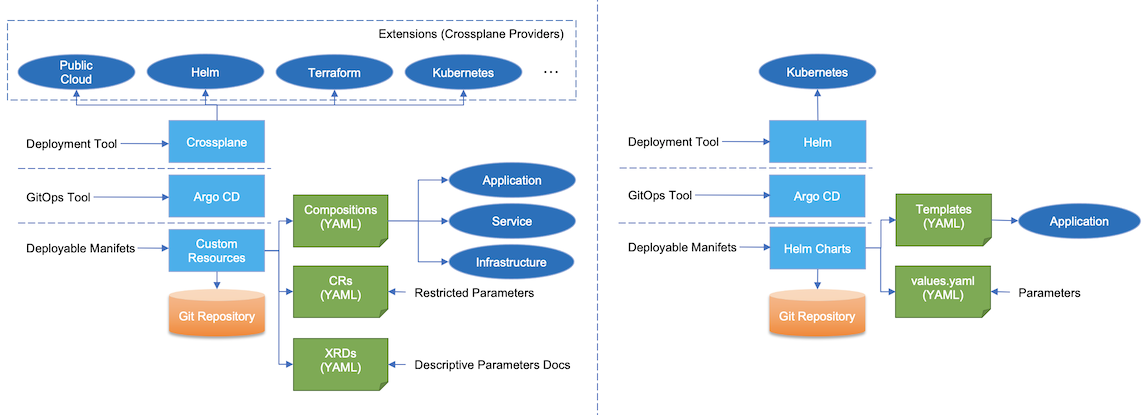 Extensions (Crossplane Providers)
Public
Cloud
Helm
Terraform
Kubernetes
...
Deployment Tool
Crossplane
GitOps Tool
Argo CD
Deployable Manifets
Custom
Resources
Git Repository
Compositions
(YAML)
Application
Service
Infrastructure
CRs
(YAML)
Restricted Parameters
XRDs
(YAML)
Descriptive Parameters Docs
Kubernetes
Deployment Tool
Helm
GitOps Tool
Argo CD
Deployable Manifets
Helm Charts
Git Repository
Templates
(YAML)
Application
values.yaml
(YAML)
Parameters